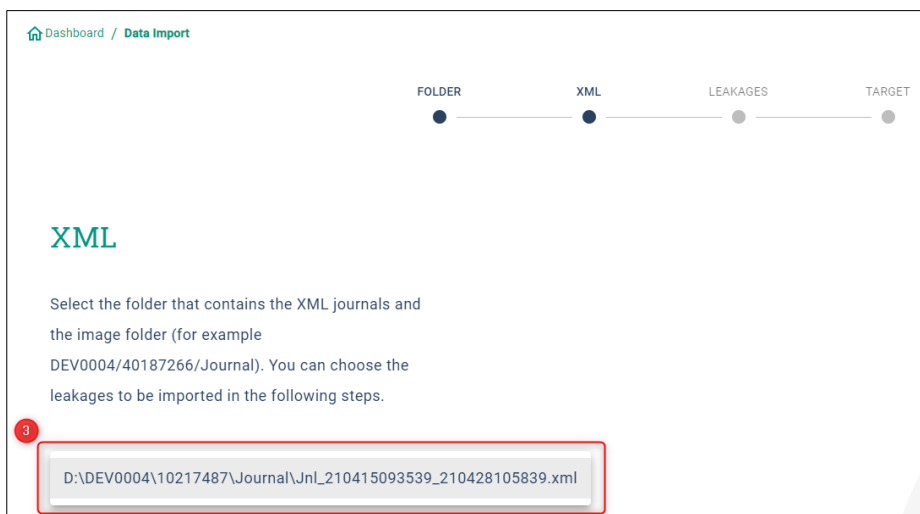 Dashboard / Data Import
FOLDER XML LEAKAGES TARGET
XML
Select the folder that contains the XML journals and
the image folder (for example
DEV0004/40187266/Journal). You can choose the
leakages to be imported in the following steps.
3
D:\DEV0004\10217487\Journal\Jnl_210415093539_210428105839.xml